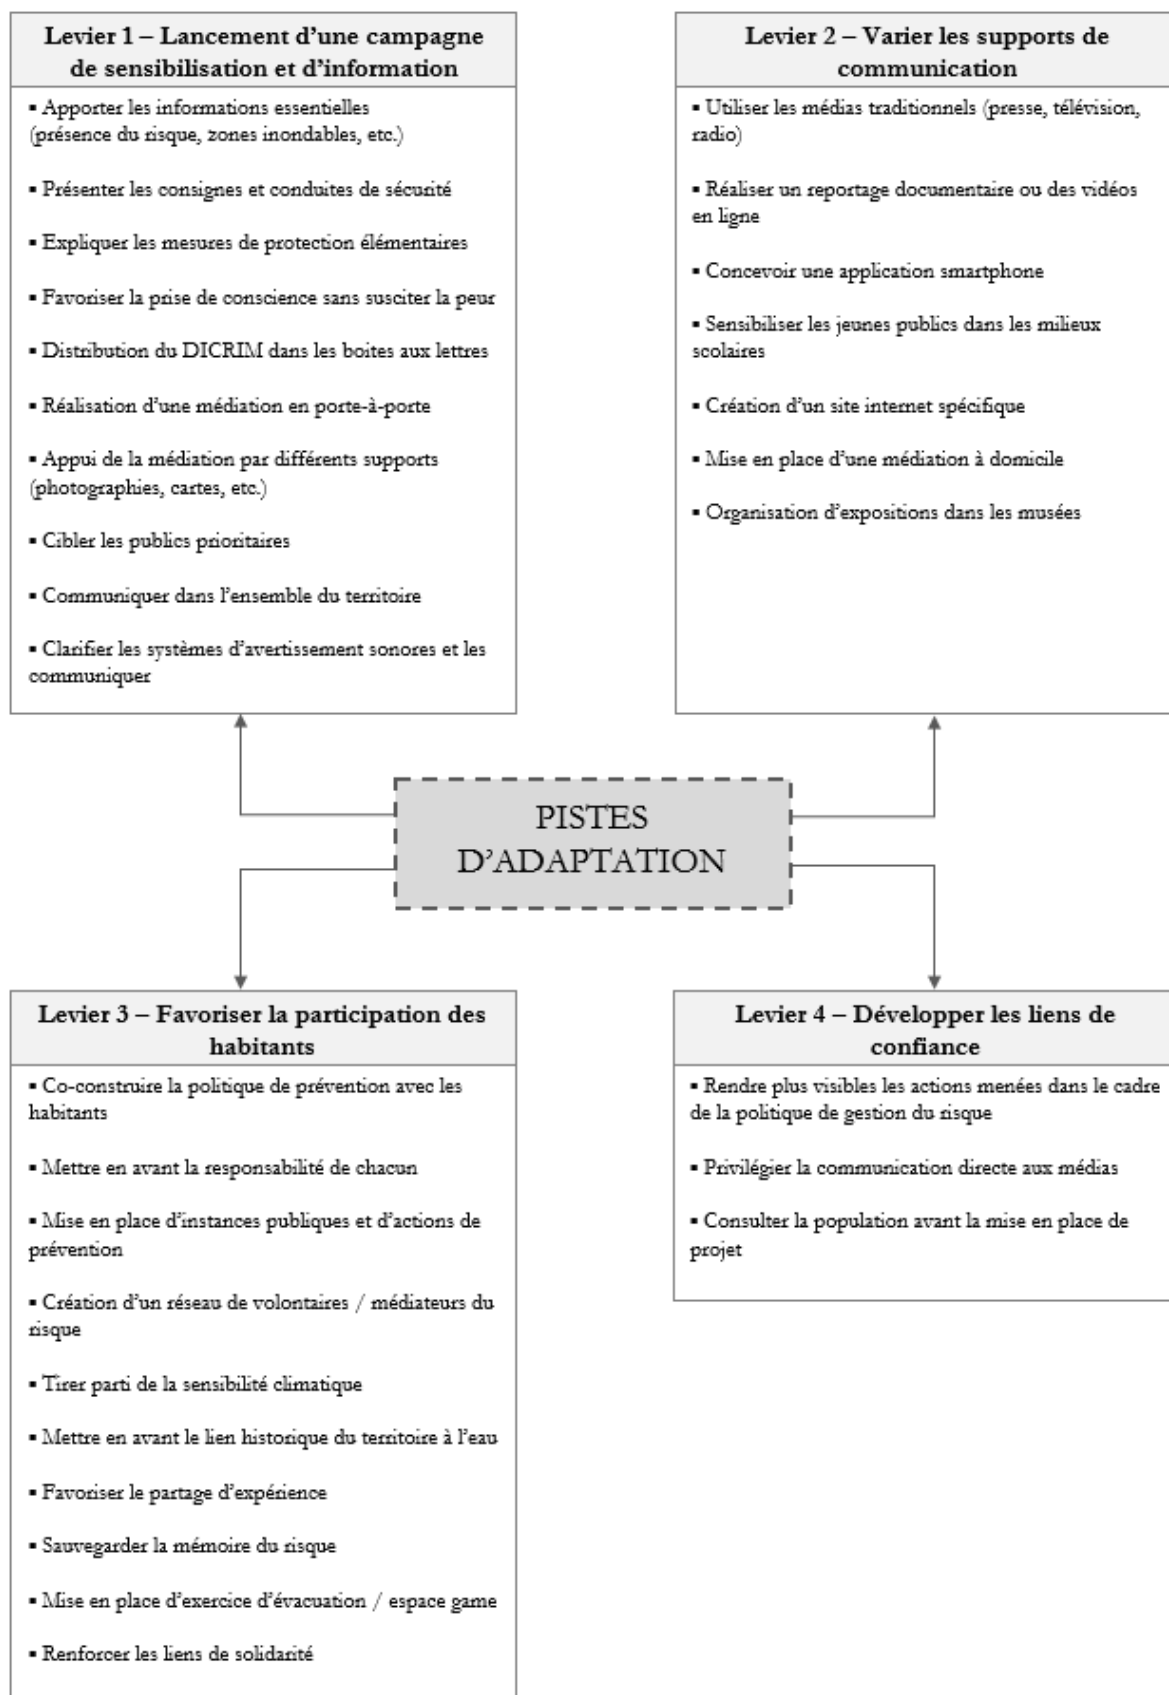 Levier 1 – Lancement d’une campagne
de sensibilisation et d’information
▪ Apporter les informations essentielles
(présence du risque, zones inondables, etc.)
▪ Présenter les consignes et conduites de sécurité
▪ Expliquer les mesures de protection élémentaires
▪ Favoriser la prise de conscience sans susciter la peur
▪ Distribution du DICRIM dans les boites aux lettres
▪ Réalisation d’une médiation en porte-à-porte
▪ Appui de la médiation par différents supports
(photographies, cartes, etc.)
▪ Cibler les publics prioritaires
▪ Communiquer dans l’ensemble du territoire
▪ Clarifier les systèmes d’avertissement sonores et les
communiquer
Levier 2 – Varier les supports de
communication
▪ Utiliser les médias traditionnels (presse, télévision,
radio)
▪ Réaliser un reportage documentaire ou des vidéos
en ligne
▪ Concevoir une application smartphone
▪ Sensibiliser les jeunes publics dans les milieux
scolaires
▪ Création d’un site internet spécifique
▪ Mise en place d’une médiation à domicile
▪ Organisation d’expositions dans les musées
PISTES
D’ADAPTATION
Levier 3 – Favoriser la participation des
habitants
▪ Co-construire la politique de prévention avec les
habitants
▪ Mettre en avant la responsabilité de chacun
▪ Mise en place d’instances publiques et d’actions de
prévention
▪ Création d’un réseau de volontaires / médiateurs du
risque
▪ Tirer parti de la sensibilité climatique
▪ Mettre en avant le lien historique du territoire à l’eau
▪ Favoriser le partage d’expérience
▪ Sauvegarder la mémoire du risque
▪ Mise en place d’exercice d’évacuation / espace game
▪ Renforcer les liens de solidarité
Levier 4 – Développer les liens de
confiance
▪ Rendre plus visibles les actions menées dans le cadre
de la politique de gestion du risque
▪ Privilégier la communication directe aux médias
▪ Consulter la population avant la mise en place de
projet